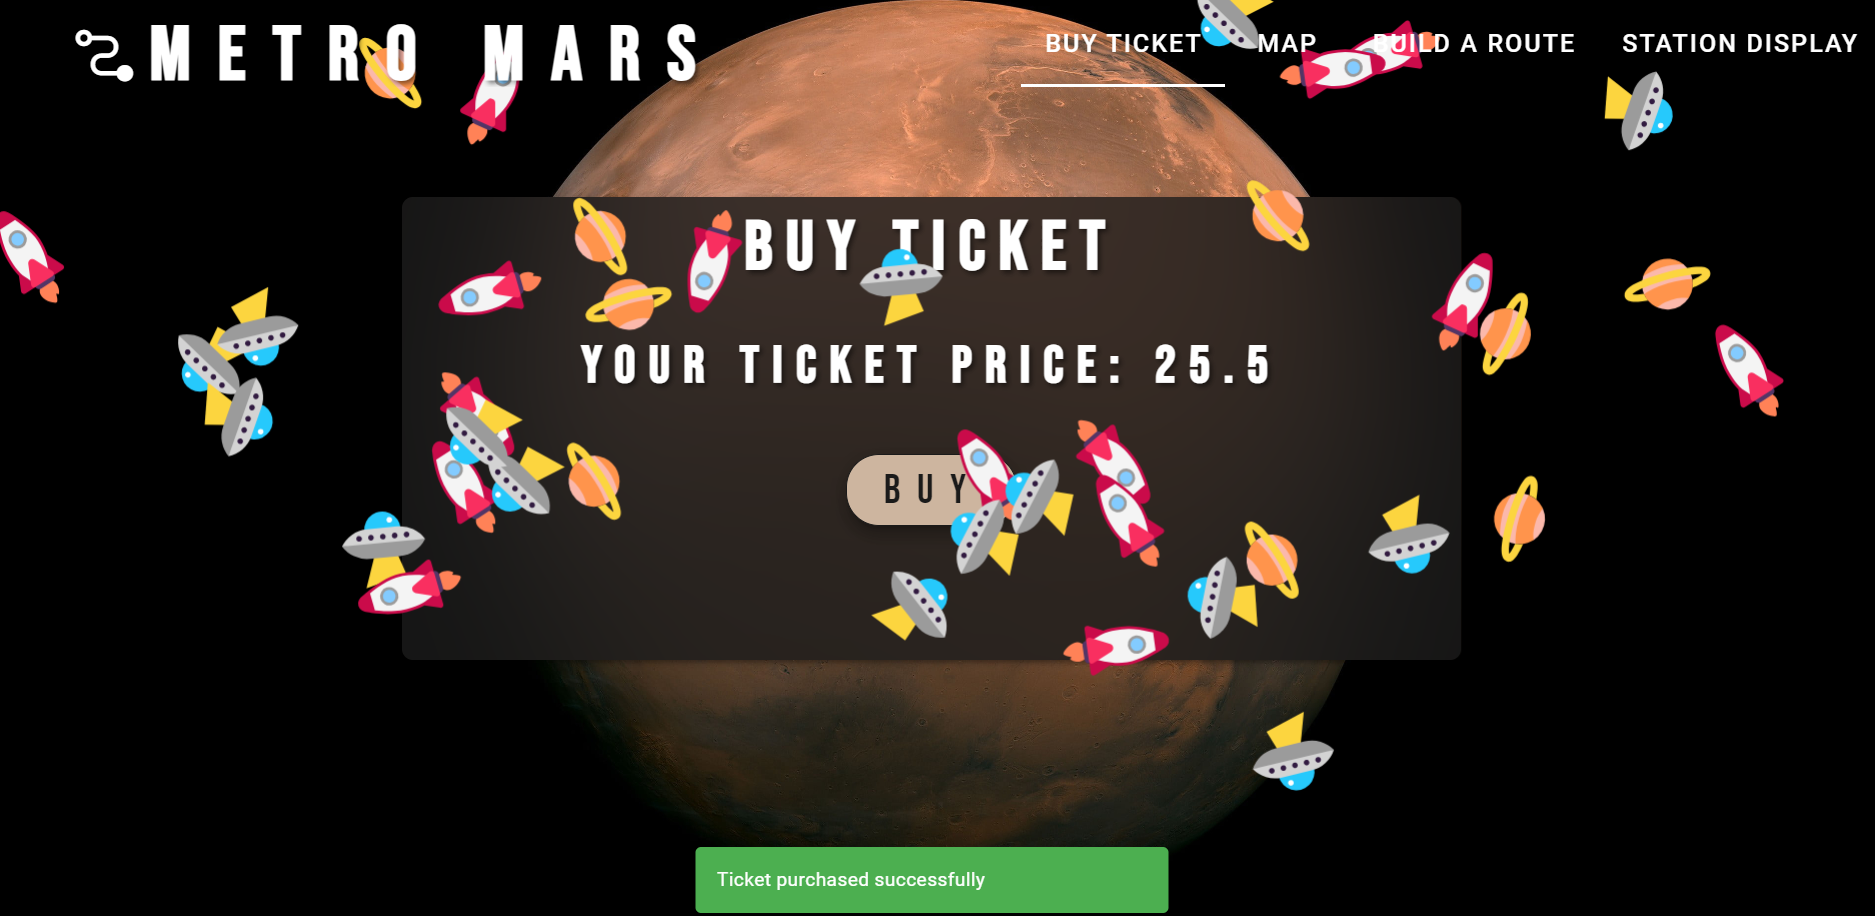 METRO MARS
BUY TICKET
MAP
BUILD A ROUTE
STATION DISPLAY
BUY TICKET
YOUR TICKET PRICE: 25.5
BUY
Ticket purchased successfully